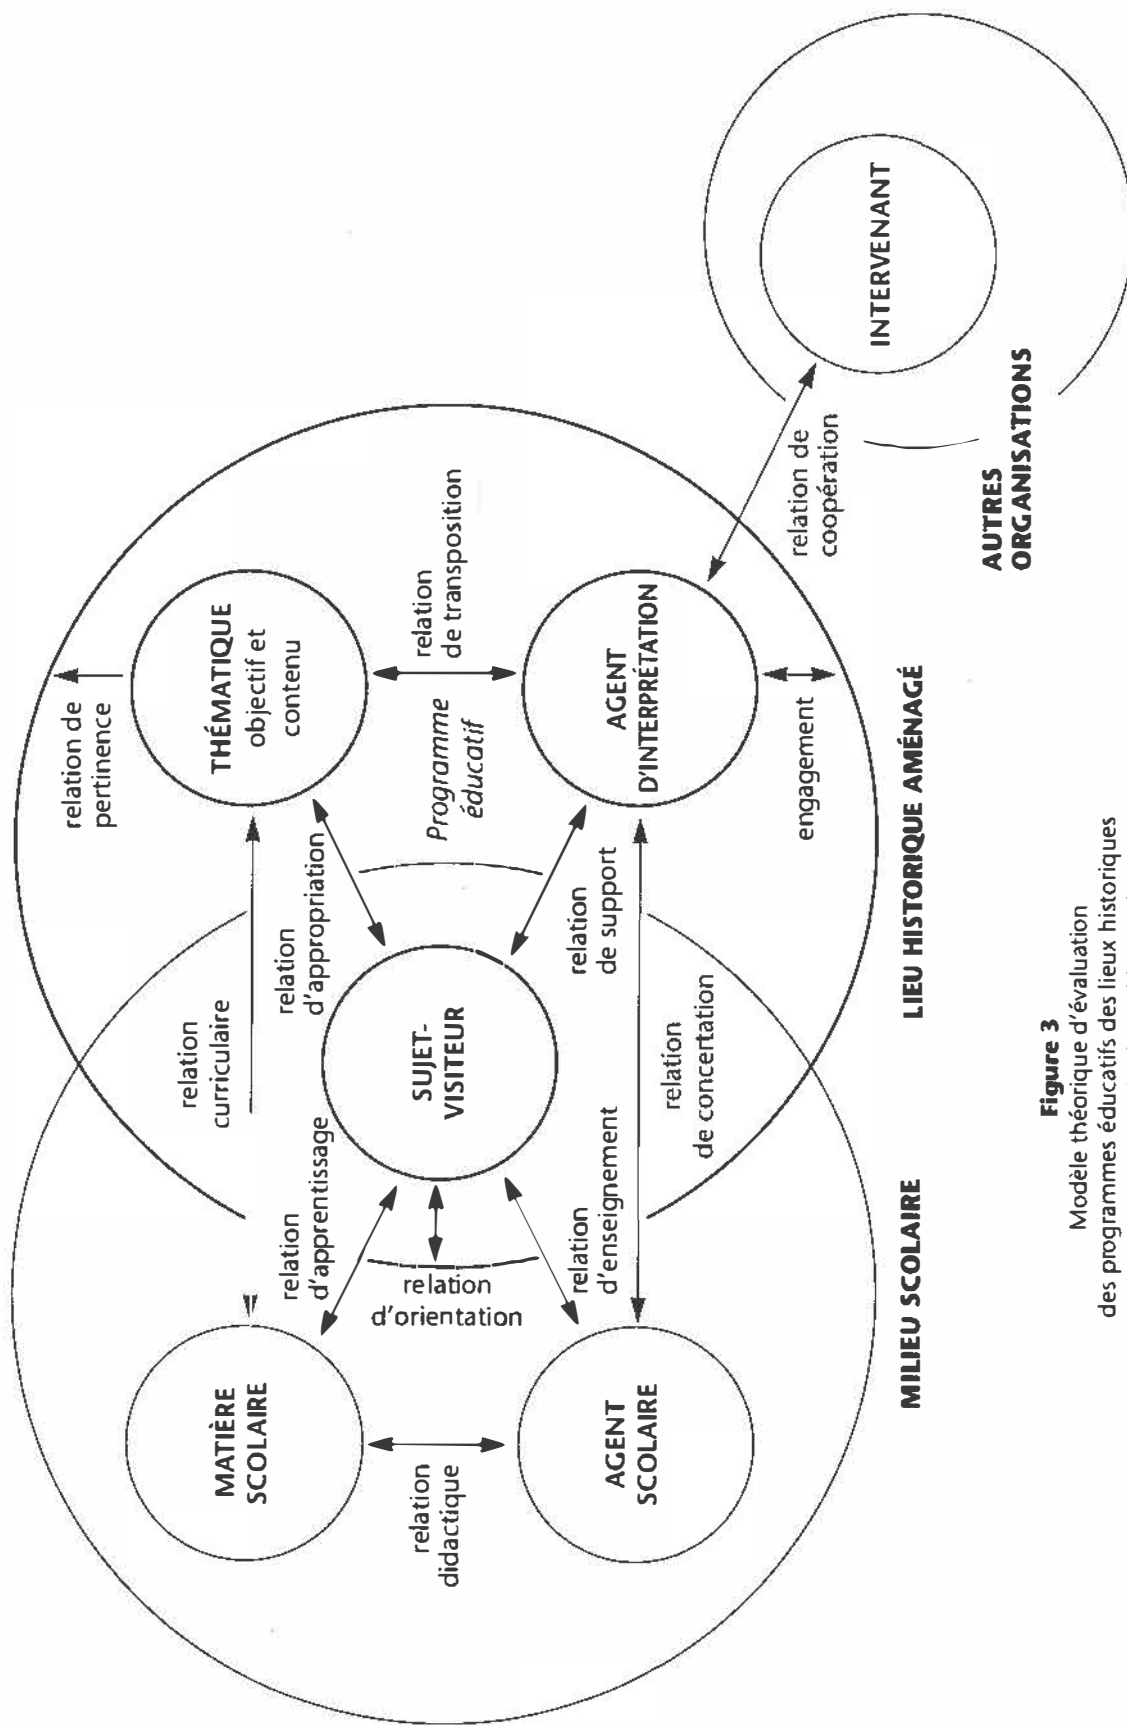 MATIÈRE
SCOLAIRE
relation
didactique
AGENT
SCOLAIRE
relation
d'apprentissage
relation
d'orientation
relation
d'enseignement
MILIEU SCOLAIRE
relation
curriculaire
SUJET-
VISITEUR
relation
de concertation
relation
d'appropriation
relation
de support
LIEU HISTORIQUE AMÉNAGÉ
relation de
pertinence
THÉMATIQUE
objectif et
contenu
Programme
éducatif
relation
de transposition
AGENT
D'INTERPRÉTATION
engagement
relation de
coopération
INTERVENANT
AUTRES
ORGANISATIONS
Figure 3
Modèle théorique d'évaluation
des programmes éducatifs des lieux historiques